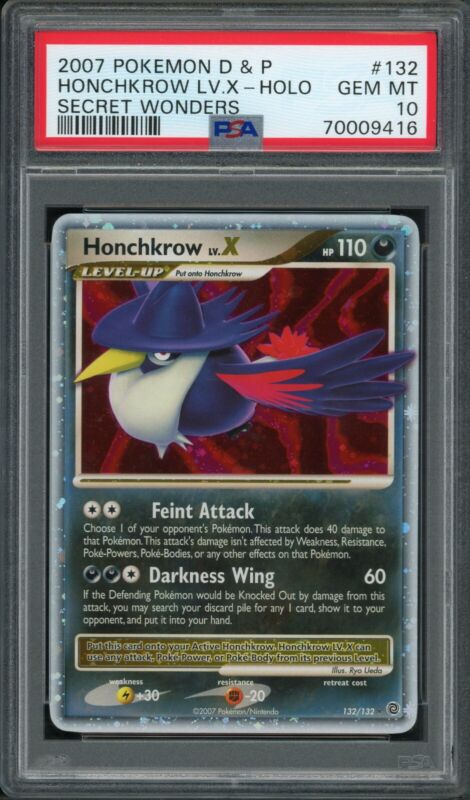 2007 POKEMON D & P #132
HONCHKROW LV.X - HOLO GEM MT
SECRET WONDERS 10
PSA 70009416
Honchkrow LV.X HP 110
LEVEL-UP Put onto Honchkrow
Feint Attack
Choose 1 of your opponent's Pokémon. This attack does 40 damage to
that Pokémon. This attack's damage isn't affected by Weakness, Resistance,
Poké-Powers, Poké-Bodies, or any other effects on that Pokémon.
Darkness Wing 60
If the Defending Pokémon would be Knocked Out by damage from this
attack, you may search your discard pile for any 1 card, show it to your
opponent, and put it into your hand.
Put this card onto your Active Honchkrow. Honchkrow LV.X can
use any attack, Poké-Power, or Poké-Body from its previous Level.
Illus. Ryo Ueda
weakness resistance retreat cost
+30 -20
©2007 Pokémon/Nintendo 132/132
PSA